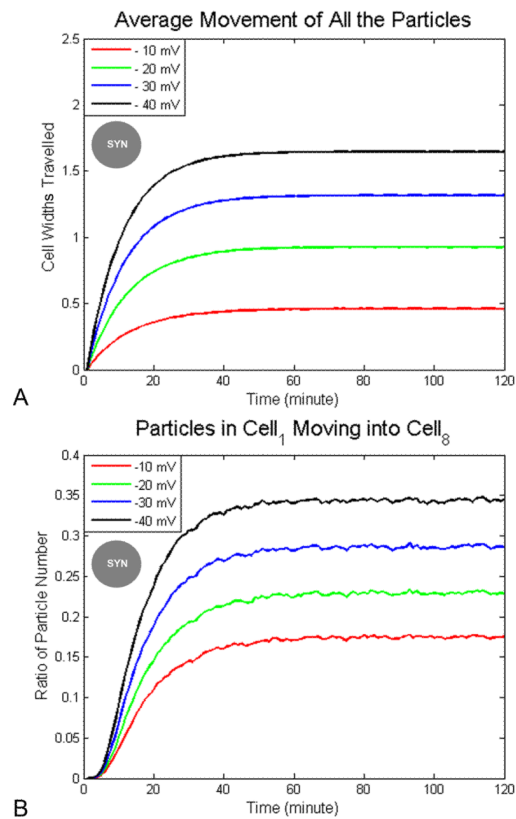 Average Movement of All the Particles
2.5
2
1.5
1
0.5
0
- 10 mV
- 20 mV
- 30 mV
- 40 mV
SYN
Cell Widths Travelled
0 20 40 60 80 100 120
Time (minute)
A
Particles in Cell₁ Moving into Cell₈
0.4
0.35
0.3
0.25
0.2
0.15
0.1
0.05
0
-10 mV
-20 mV
-30 mV
-40 mV
SYN
Ratio of Particle Number
0 20 40 60 80 100 120
Time (minute)
B